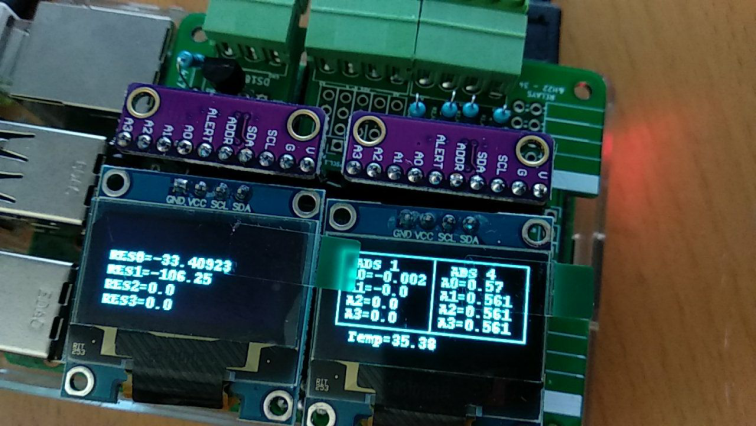 DS18
RELAYS
A3 A2 A1 A0 ALERT ADDR SDA SCL G V
A3 A2 A1 A0 ALERT ADDR SDA SCL G V
GND VCC SCL SDA
GND VCC SCL SDA
RES0=-33.40923
RES1=-106.25
RES2=0.0
RES3=0.0
ADS 1
A0=-0.002
A1=-0.0
A2=0.0
A3=0.0
ADS 4
A0=0.57
A1=0.561
A2=0.561
A3=0.561
Temp=35.38